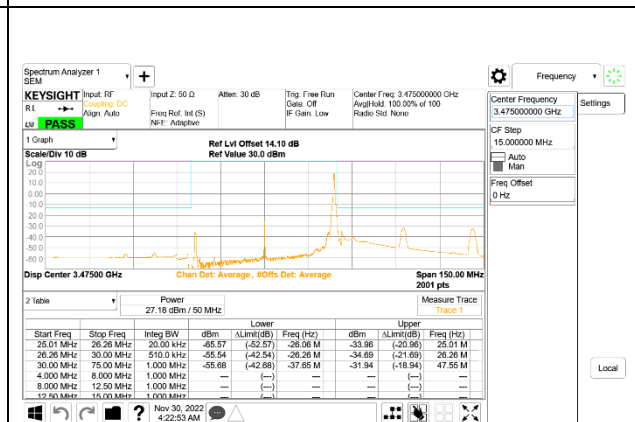 Spectrum Analyzer 1
SEM
+
Frequency
KEYSIGHT Input: RF Input Z: 50 Ω Atten: 30 dB Trig: Free Run Center Freq: 3.475000000 GHz
RL Coupling: DC Gate: Off Avg|Hold: 100.00% of 100
Align: Auto Freq Ref: Int (S) IF Gain: Low Radio Std: None
PASS NFE: Adaptive
Center Frequency
3.475000000 GHz
Settings
CF Step
15.000000 MHz
Auto
Man
Freq Offset
0 Hz
1 Graph
Ref Lvl Offset 14.10 dB
Scale/Div 10 dB Ref Value 30.0 dBm
Log
20.0
10.0
0.00
-10.0
-20.0
-30.0
-40.0
-50.0
-60.0
Disp Center 3.47500 GHz Chan Det: Average , #Offs Det: Average Span 150.00 MHz
2001 pts
2 Table Power Measure Trace
27.18 dBm / 50 MHz Trace 1
Lower Upper
Start Freq Stop Freq Integ BW dBm ΔLimit(dB) Freq (Hz) dBm ΔLimit(dB) Freq (Hz)
25.01 MHz 26.26 MHz 20.00 kHz -65.57 (-52.57) -26.06 M -33.96 (-20.96) 25.01 M
26.26 MHz 30.00 MHz 510.0 kHz -55.54 (-42.54) -26.26 M -34.69 (-21.69) 26.26 M
30.00 MHz 75.00 MHz 1.000 MHz -55.68 (-42.68) -37.65 M -31.94 (-18.94) 47.55 M
4.000 MHz 8.000 MHz 1.000 MHz --- (---) --- --- (---) ---
8.000 MHz 12.50 MHz 1.000 MHz --- (---) --- --- (---) ---
12.50 MHz 15.00 MHz 1.000 MHz --- (---) --- --- (---) ---
Local
? Nov 30, 2022
4:22:53 AM